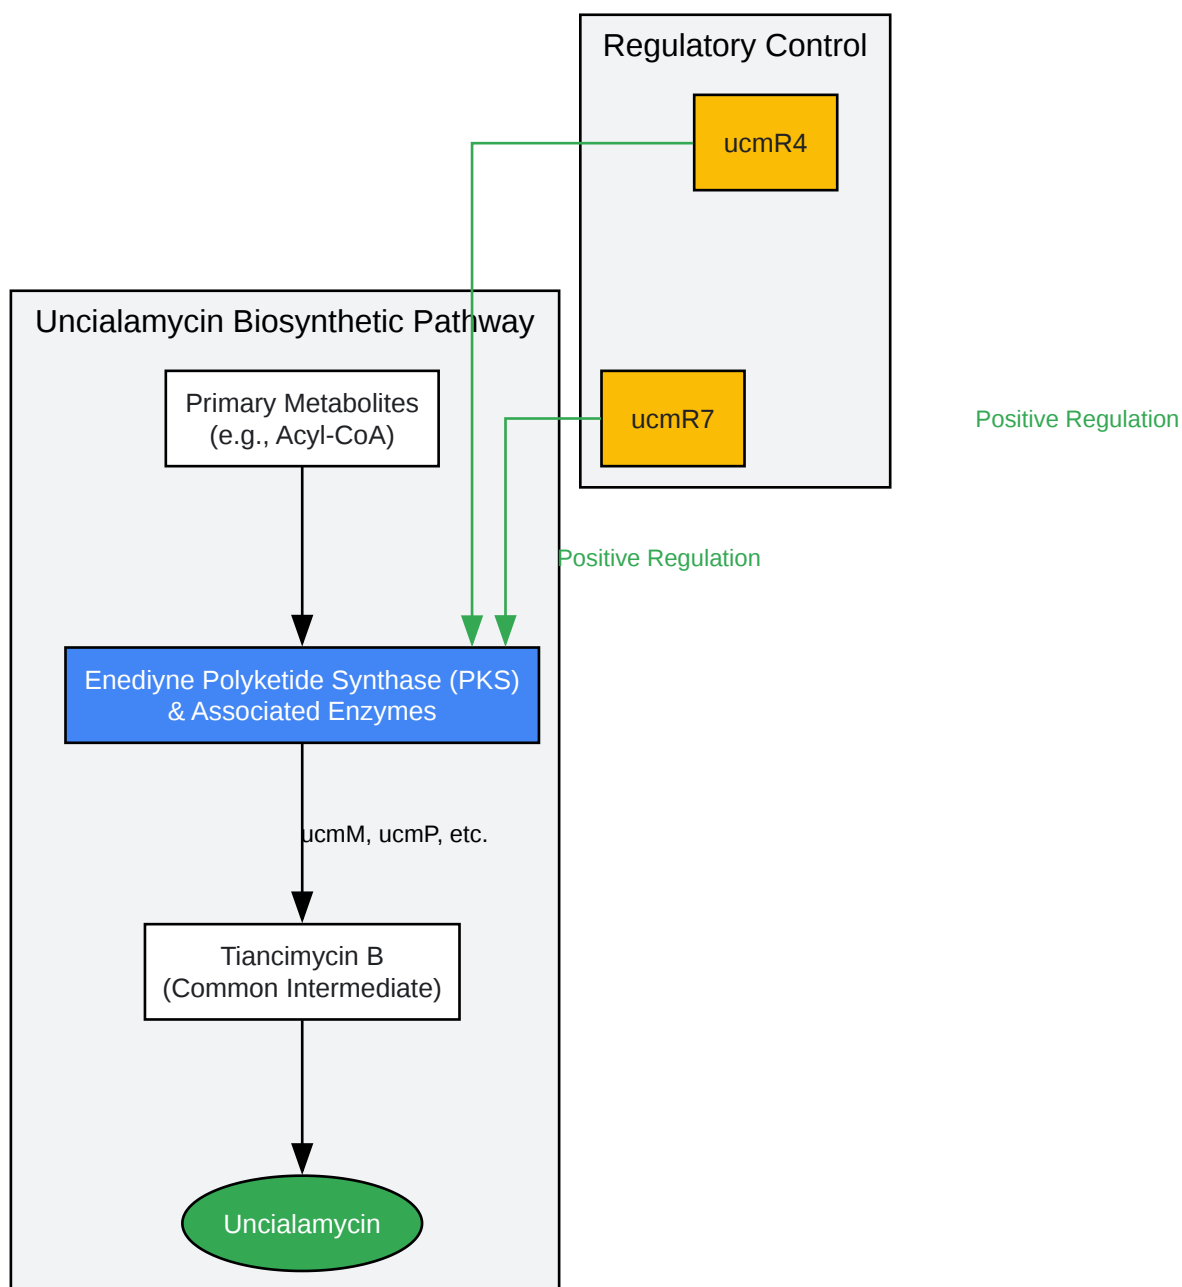 Regulatory Control
ucmR4
Uncialamycin Biosynthetic Pathway
Primary Metabolites
(e.g., Acyl-CoA)
ucmR7
Positive Regulation
Positive Regulation
Enediyne Polyketide Synthase (PKS)
& Associated Enzymes
ucmM, ucmP, etc.
Tiancimycin B
(Common Intermediate)
Uncialamycin